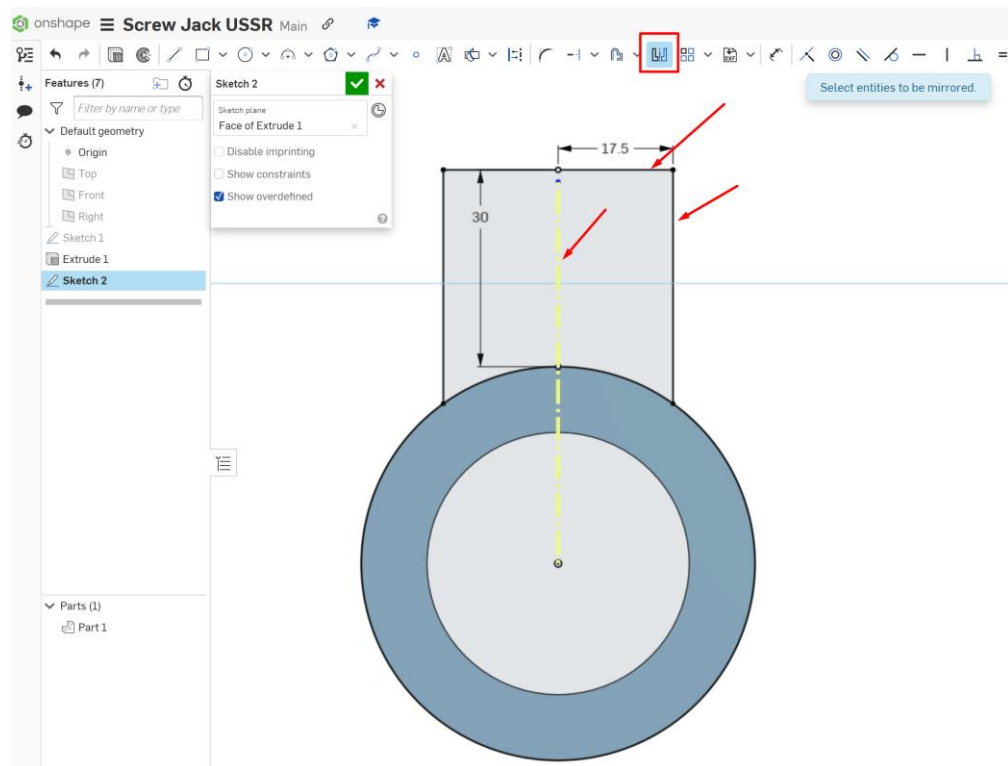 onshape Screw Jack USSR Main
Features (7)
Filter by name or type
Default geometry
Origin
Top
Front
Right
Sketch 1
Extrude 1
Sketch 2
Sketch 2
Sketch plane
Face of Extrude 1
Disable imprinting
Show constraints
Show overdefined
Select entities to be mirrored.
17.5
30
Parts (1)
Part 1